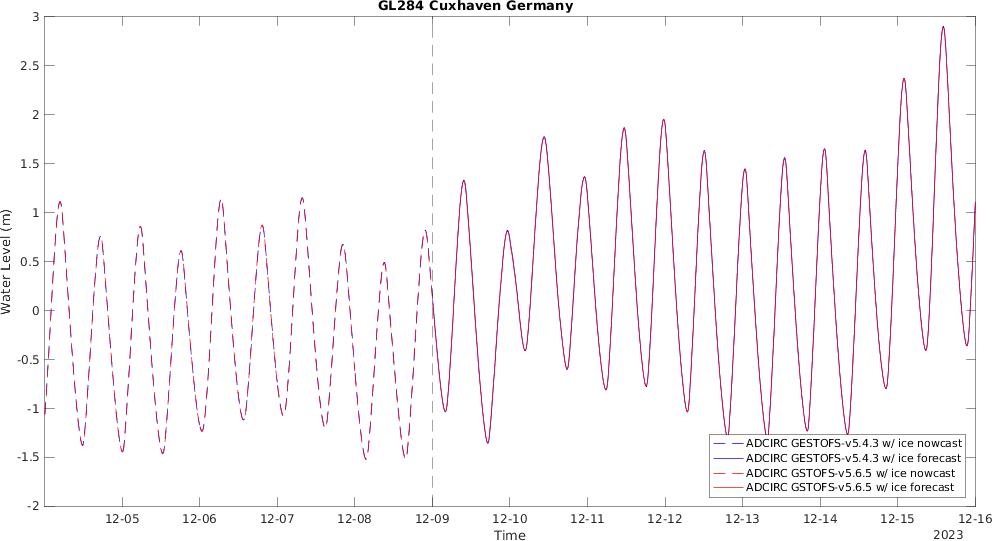 GL284 Cuxhaven Germany
3
2.5
2
1.5
1
0.5
0
-0.5
-1
-1.5
-2
Water Level (m)
ADCIRC GESTOFS-v5.4.3 w/ ice nowcast
ADCIRC GESTOFS-v5.4.3 w/ ice forecast
ADCIRC GSTOFS-v5.6.5 w/ ice nowcast
ADCIRC GSTOFS-v5.6.5 w/ ice forecast
12-05 12-06 12-07 12-08 12-09 12-10 12-11 12-12 12-13 12-14 12-15 12-16
Time
2023